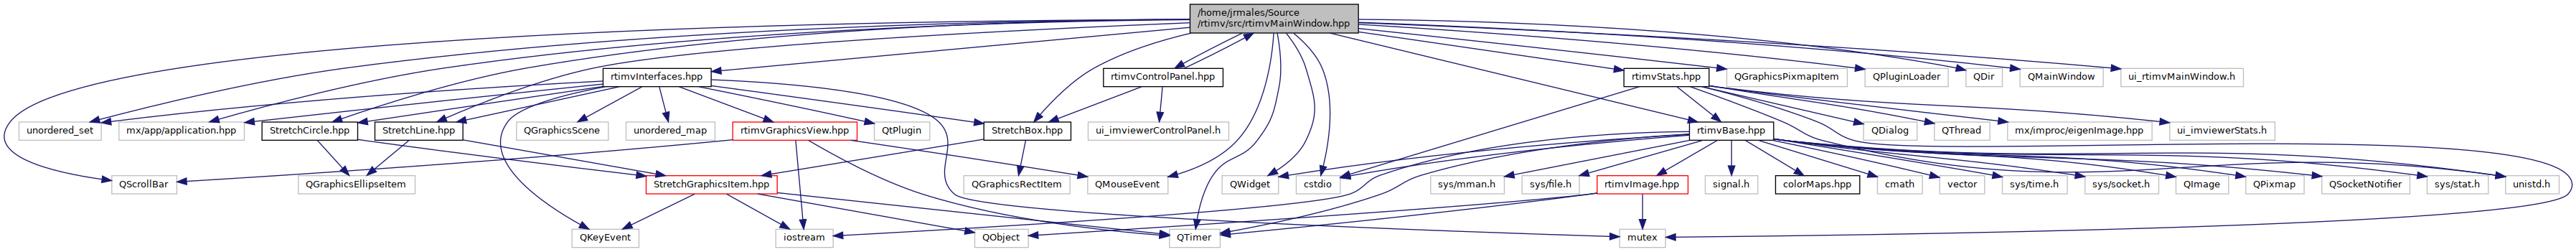 /home/jrmales/Source
/rtimv/src/rtimvMainWindow.hpp
rtimvInterfaces.hpp
rtimvControlPanel.hpp
rtimvStats.hpp
QGraphicsPixmapItem
QPluginLoader
QDir
QMainWindow
ui_rtimvMainWindow.h
unordered_set
mx/app/application.hpp
StretchCircle.hpp
StretchLine.hpp
QGraphicsScene
unordered_map
rtimvGraphicsView.hpp
QtPlugin
StretchBox.hpp
ui_imviewerControlPanel.h
rtimvBase.hpp
QDialog
QThread
mx/improc/eigenImage.hpp
ui_imviewerStats.h
QScrollBar
QGraphicsEllipseItem
StretchGraphicsItem.hpp
QGraphicsRectItem
QMouseEvent
QWidget
cstdio
sys/mman.h
sys/file.h
rtimvImage.hpp
signal.h
colorMaps.hpp
cmath
vector
sys/time.h
sys/socket.h
QImage
QPixmap
QSocketNotifier
sys/stat.h
unistd.h
QKeyEvent
iostream
QObject
QTimer
mutex